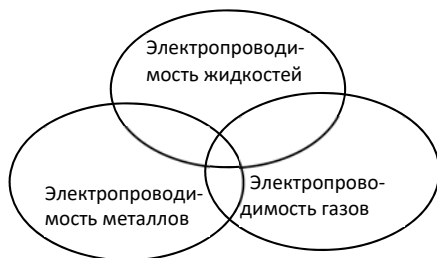 Электропроводи-
мость жидкостей
Электропроводи-
мость металлов
Электропрово-
димость газов